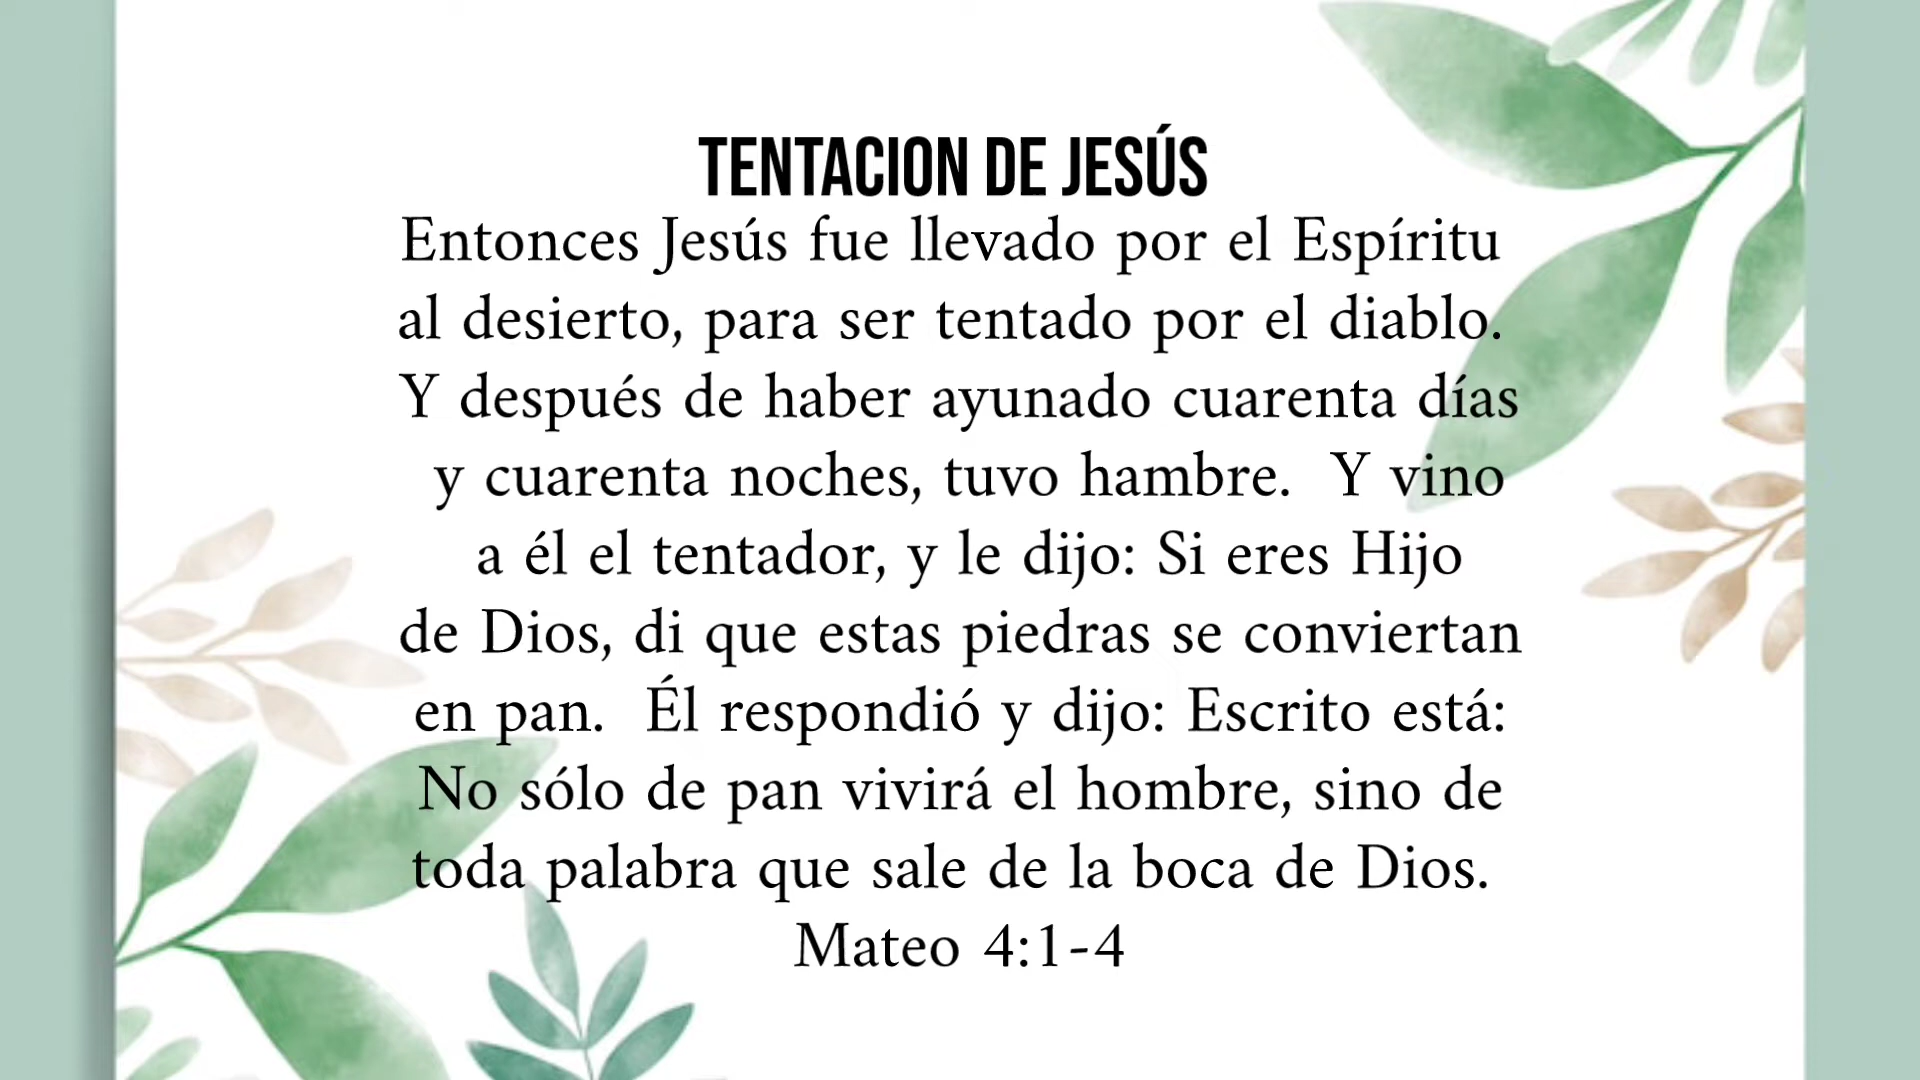 TENTACION DE JESÚS
Entonces Jesús fue llevado por el Espíritu
al desierto, para ser tentado por el diablo.
Y después de haber ayunado cuarenta días
y cuarenta noches, tuvo hambre. Y vino
a él el tentador, y le dijo: Si eres Hijo
de Dios, di que estas piedras se conviertan
en pan. Él respondió y dijo: Escrito está:
No sólo de pan vivirá el hombre, sino de
toda palabra que sale de la boca de Dios.
Mateo 4:1-4